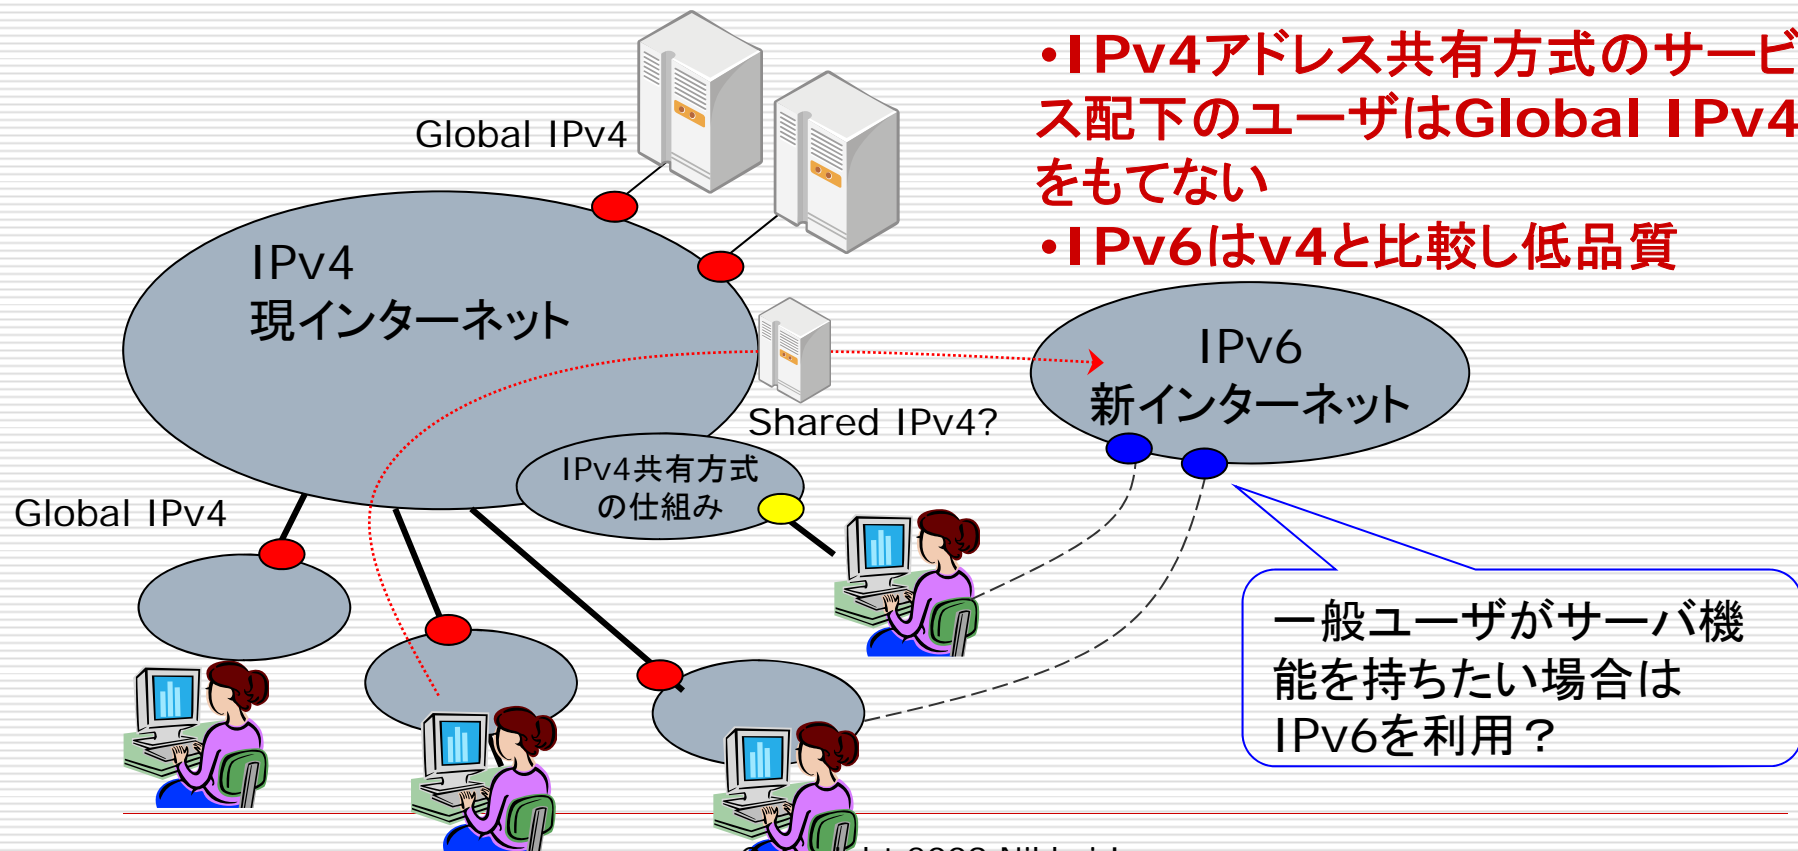 ・IPv4アドレス共有方式のサービ
ス配下のユーザはGlobal IPv4
をもてない
・IPv6はv4と比較し低品質
Global IPv4
IPv4
現インターネット
IPv6
新インターネット
Shared IPv4?
IPv4共有方式
の仕組み
Global IPv4
一般ユーザがサーバ機
能を持ちたい場合は
IPv6を利用？